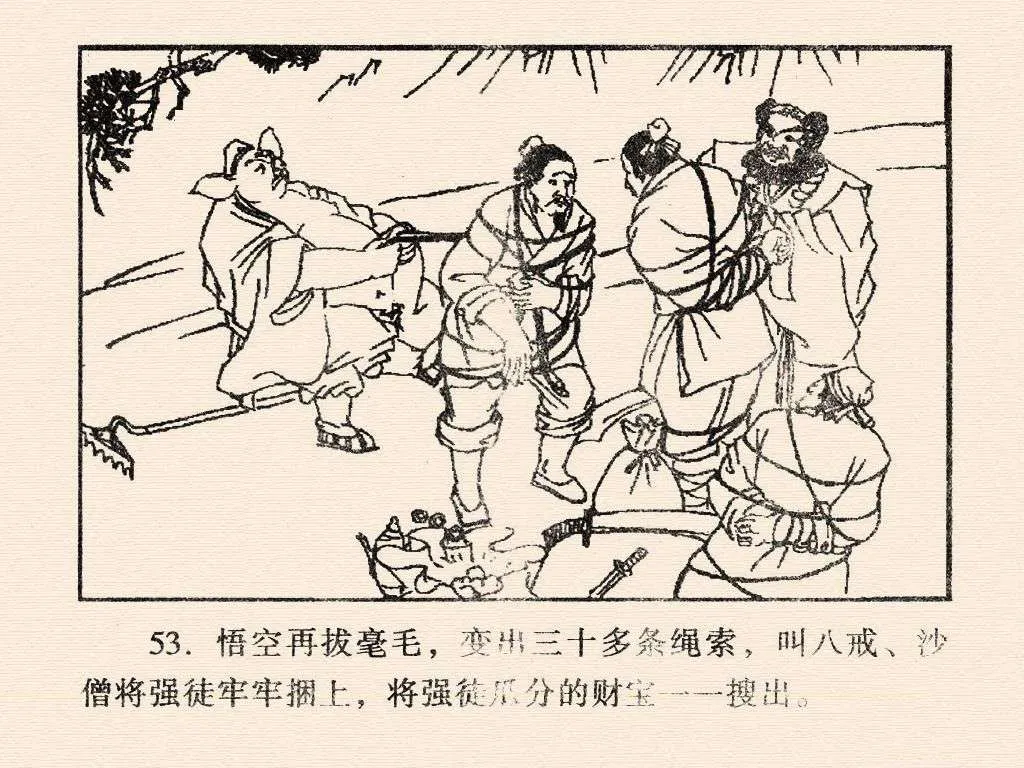 53. 悟空再拔毫毛，变出三十多条绳索，叫八戒、沙
僧将强徒牢牢捆上，将强徒瓜分的财宝一一搜出。